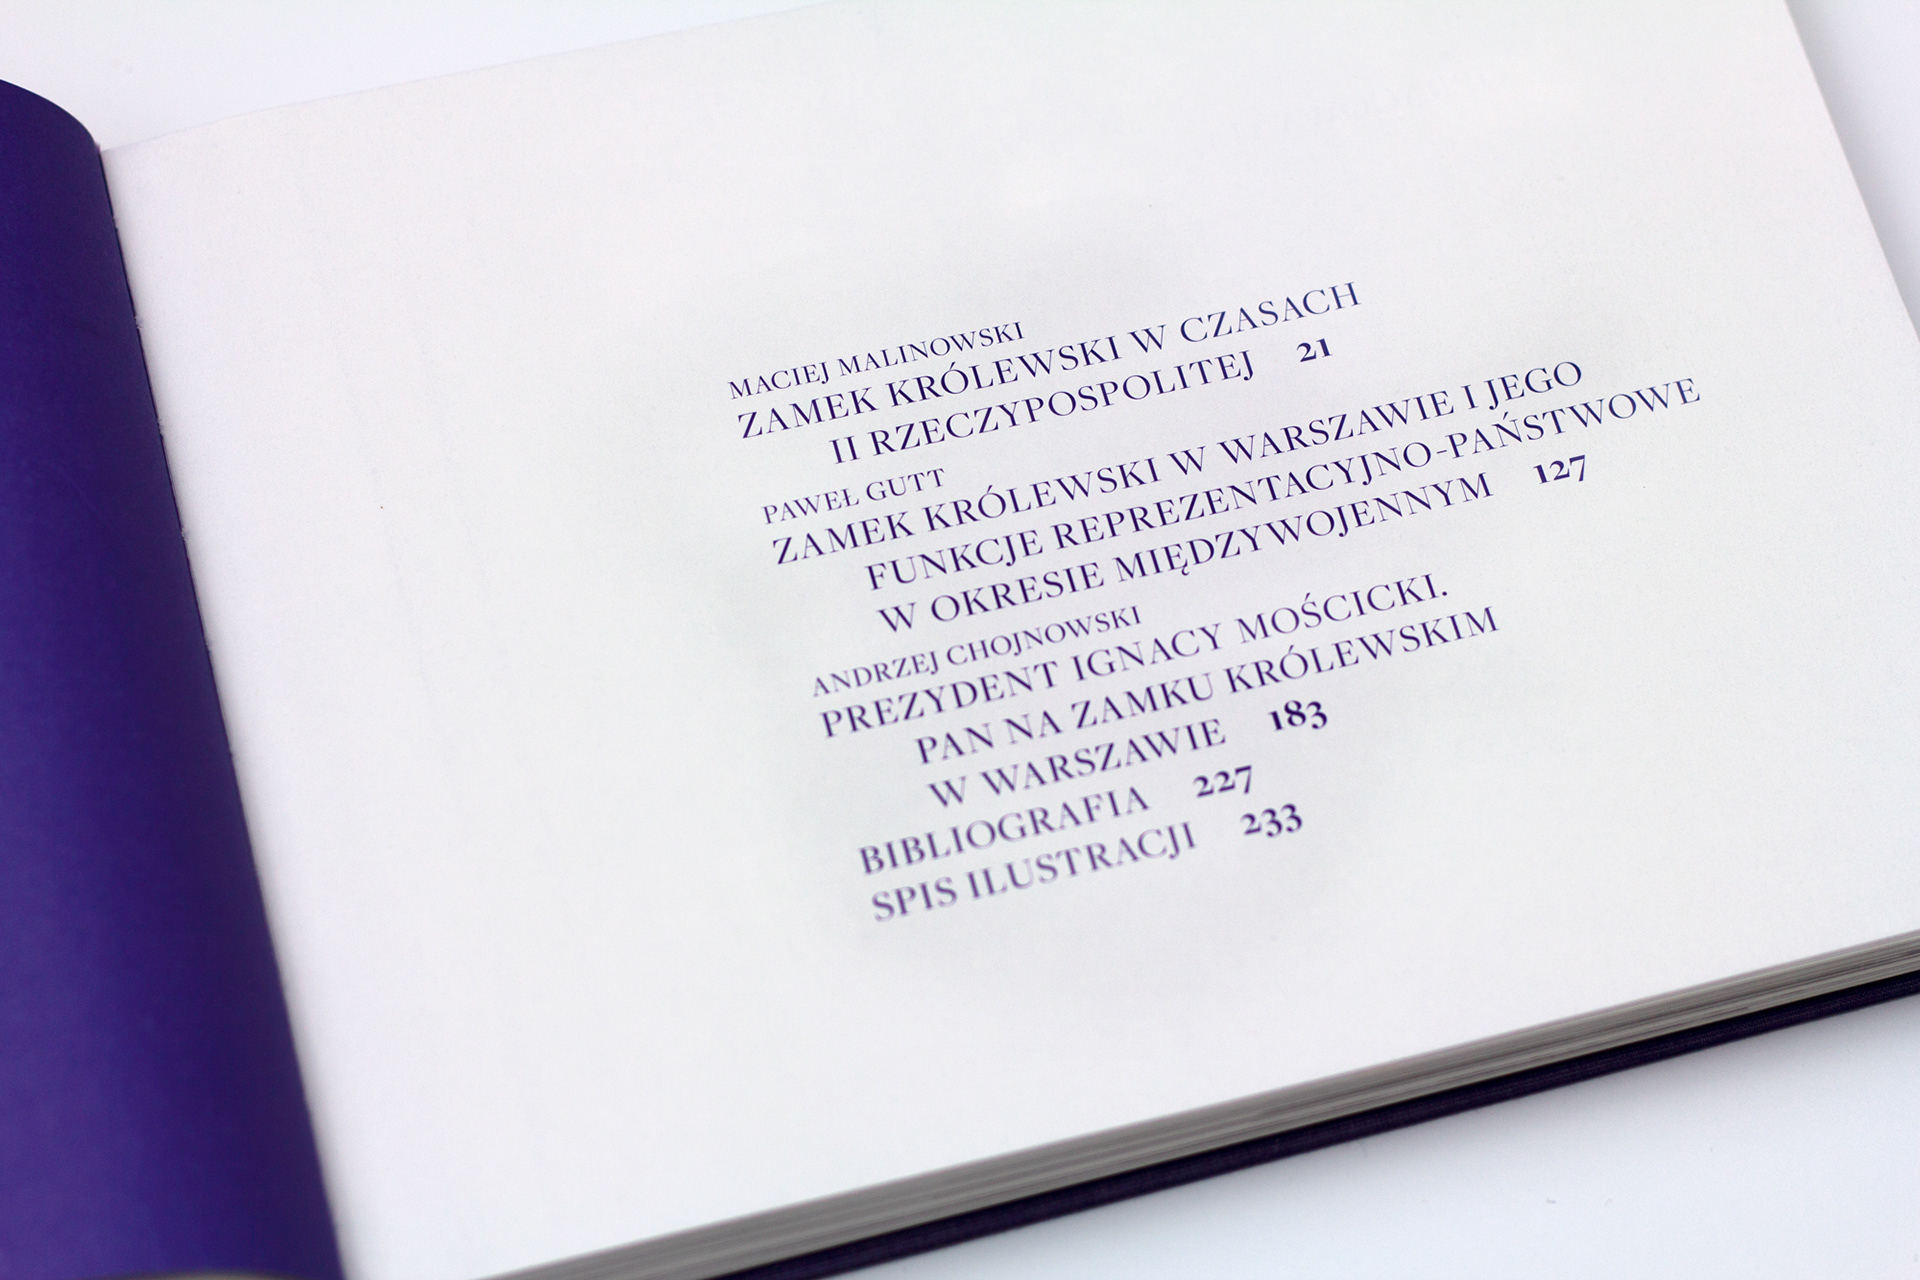 MACIEJ MALINOWSKI
ZAMEK KRÓLEWSKI W CZASACH
II RZECZYPOSPOLITEJ 21
PAWEŁ GUTT
ZAMEK KRÓLEWSKI W WARSZAWIE I JEGO
FUNKCJE REPREZENTACYJNO-PAŃSTWOWE
W OKRESIE MIĘDZYWOJENNYM 127
ANDRZEJ CHOJNOWSKI
PREZYDENT IGNACY MOŚCICKI.
PAN NA ZAMKU KRÓLEWSKIM
W WARSZAWIE 183
BIBLIOGRAFIA 227
SPIS ILUSTRACJI 233